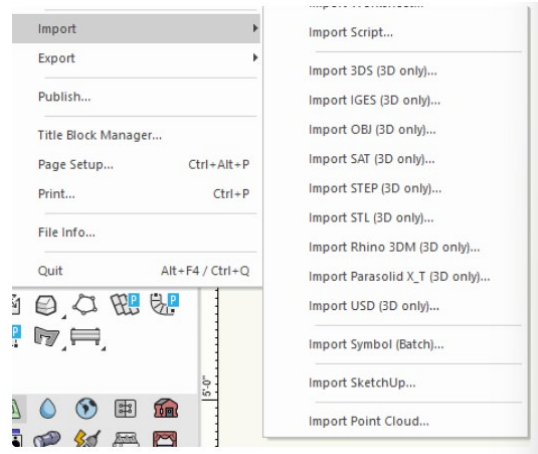 Import
Export
Publish...
Title Block Manager...
Page Setup... Ctrl+Alt+P
Print... Ctrl+P
File Info...
Quit Alt+F4 / Ctrl+Q
Import Worksheet...
Import Script...
Import 3DS (3D only)...
Import IGES (3D only)...
Import OBJ (3D only)...
Import SAT (3D only)...
Import STEP (3D only)...
Import STL (3D only)...
Import Rhino 3DM (3D only)...
Import Parasolid X_T (3D only)...
Import USD (3D only)...
Import Symbol (Batch)...
Import SketchUp...
Import Point Cloud...
P
P
P
5'-0"